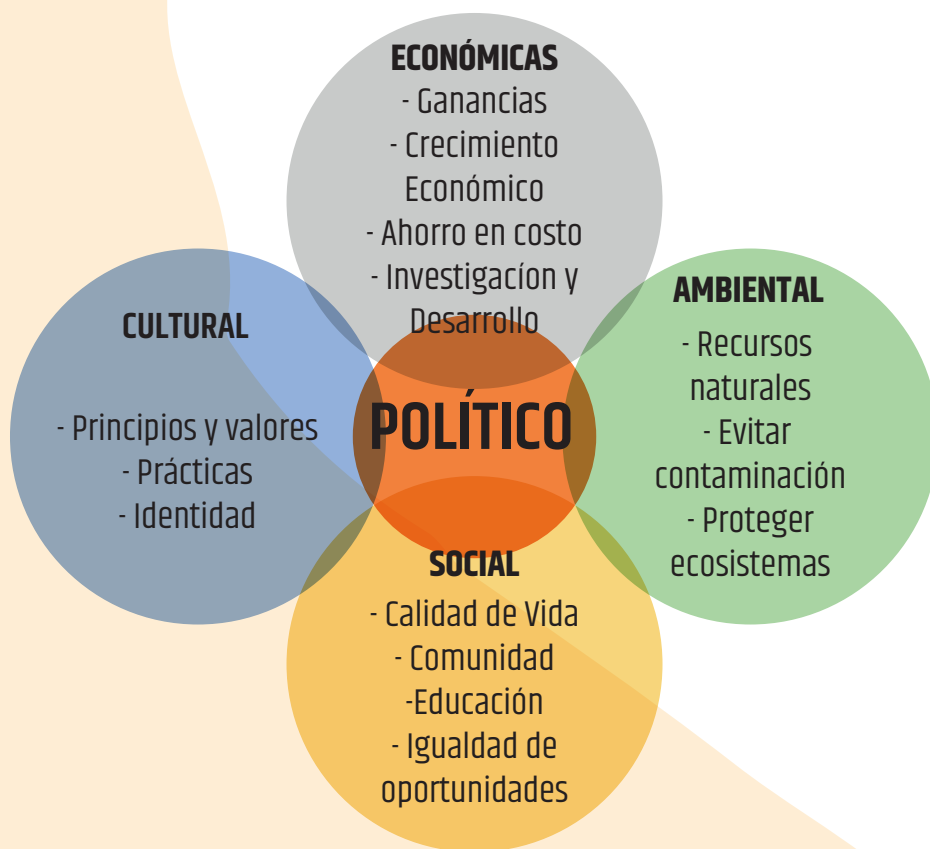 ECONÓMICAS
- Ganancias
- Crecimiento
Económico
- Ahorro en costo
- Investigacíon y
Desarrollo
CULTURAL
- Principios y valores
- Prácticas
- Identidad
POLÍTICO
AMBIENTAL
- Recursos
naturales
- Evitar
contaminación
- Proteger
ecosistemas
SOCIAL
- Calidad de Vida
- Comunidad
-Educación
- Igualdad de
oportunidades